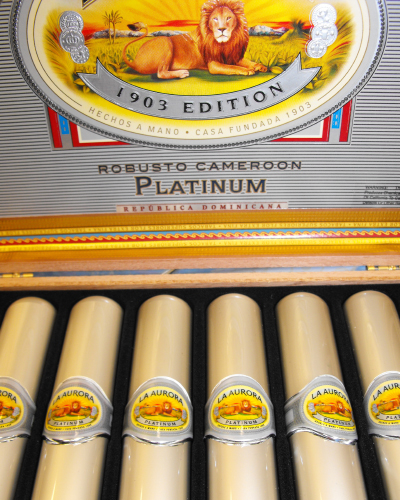 1903 EDITION
HECHOS A MANO • CASA FUNDADA 1903
ROBUSTO CAMEROON
PLATINUM
REPÚBLICA DOMINICANA
LA AURORA
PLATINUM
LA AURORA
PLATINUM
LA AURORA
PLATINUM
LA AURORA
PLATINUM
LA AURORA
PLATINUM
LA AURORA